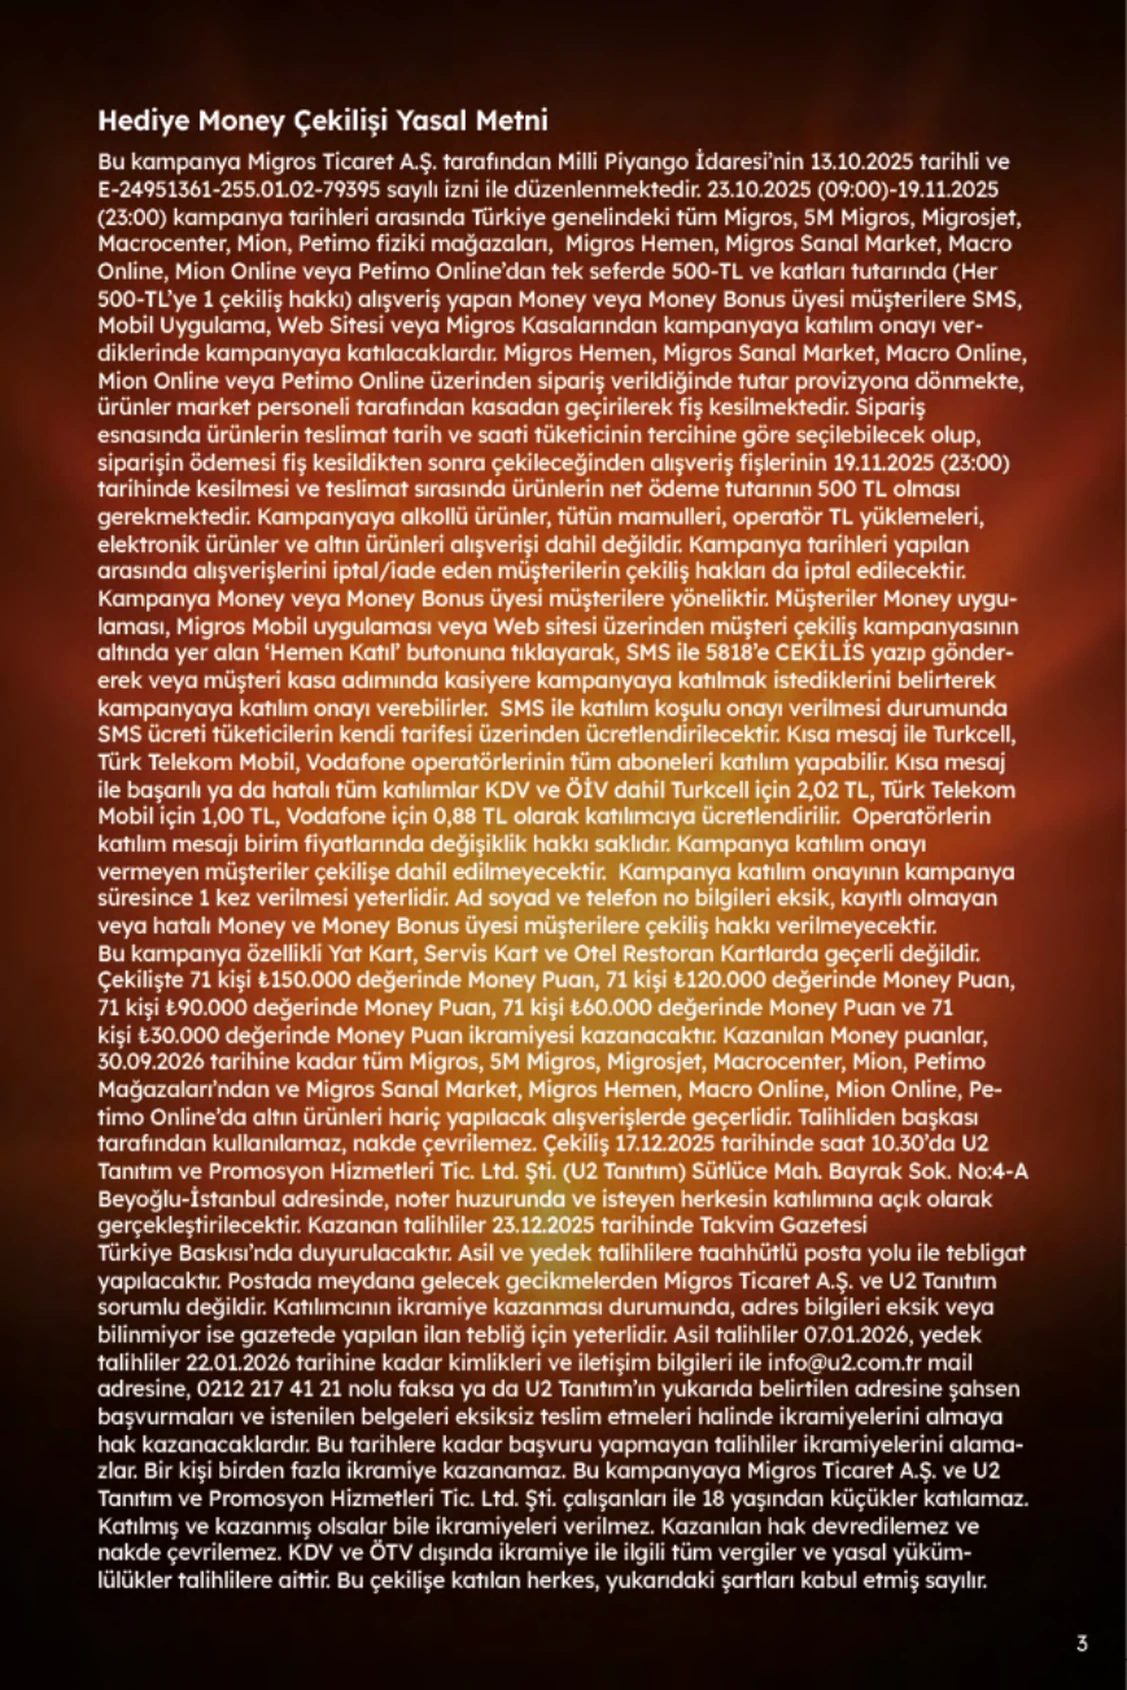 Hediye Money Çekilişi Yasal Metni
Bu kampanya Migros Ticaret A.Ş. tarafından Milli Piyango İdaresi’nin 13.10.2025 tarihli ve
E-24951361-255.01.02-79395 sayılı izni ile düzenlenmektedir. 23.10.2025 (09:00)-19.11.2025
(23:00) kampanya tarihleri arasında Türkiye genelindeki tüm Migros, 5M Migros, Migrosjet,
Macrocenter, Mion, Petimo fiziki mağazaları,  Migros Hemen, Migros Sanal Market, Macro
Online, Mion Online veya Petimo Online’dan tek seferde 500-TL ve katları tutarında (Her
500-TL’ye 1 çekiliş hakkı) alışveriş yapan Money veya Money Bonus üyesi müşterilere SMS,
Mobil Uygulama, Web Sitesi veya Migros Kasalarından kampanyaya katılım onayı ver-
diklerinde kampanyaya katılacaklardır. Migros Hemen, Migros Sanal Market, Macro Online,
Mion Online veya Petimo Online üzerinden sipariş verildiğinde tutar provizyona dönmekte,
ürünler market personeli tarafından kasadan geçirilerek fiş kesilmektedir. Sipariş
esnasında ürünlerin teslimat tarih ve saati tüketicinin tercihine göre seçilebilecek olup,
siparişin ödemesi fiş kesildikten sonra çekileceğinden alışveriş fişlerinin 19.11.2025 (23:00)
tarihinde kesilmesi ve teslimat sırasında ürünlerin net ödeme tutarının 500 TL olması
gerekmektedir. Kampanyaya alkollü ürünler, tütün mamulleri, operatör TL yüklemeleri,
elektronik ürünler ve altın ürünleri alışverişi dahil değildir. Kampanya tarihleri yapılan
arasında alışverişlerini iptal/iade eden müşterilerin çekiliş hakları da iptal edilecektir.
Kampanya Money veya Money Bonus üyesi müşterilere yöneliktir. Müşteriler Money uygu-
laması, Migros Mobil uygulaması veya Web sitesi üzerinden müşteri çekiliş kampanyasının
altında yer alan ‘Hemen Katıl’ butonuna tıklayarak, SMS ile 5818’e CEKİLİS yazıp gönder-
erek veya müşteri kasa adımında kasiyere kampanyaya katılmak istediklerini belirterek
kampanyaya katılım onayı verebilirler.  SMS ile katılım koşulu onayı verilmesi durumunda
SMS ücreti tüketicilerin kendi tarifesi üzerinden ücretlendirilecektir. Kısa mesaj ile Turkcell,
Türk Telekom Mobil, Vodafone operatörlerinin tüm aboneleri katılım yapabilir. Kısa mesaj
ile başarılı ya da hatalı tüm katılımlar KDV ve ÖİV dahil Turkcell için 2,02 TL, Türk Telekom
Mobil için 1,00 TL, Vodafone için 0,88 TL olarak katılımcıya ücretlendirilir.  Operatörlerin
katılım mesajı birim fiyatlarında değişiklik hakkı saklıdır. Kampanya katılım onayı
vermeyen müşteriler çekilişe dahil edilmeyecektir.  Kampanya katılım onayının kampanya
süresince 1 kez verilmesi yeterlidir. Ad soyad ve telefon no bilgileri eksik, kayıtlı olmayan
veya hatalı Money ve Money Bonus üyesi müşterilere çekiliş hakkı verilmeyecektir.
Bu kampanya özellikli Yat Kart, Servis Kart ve Otel Restoran Kartlarda geçerli değildir.
Çekilişte 71 kişi ₺150.000 değerinde Money Puan, 71 kişi ₺120.000 değerinde Money Puan,
71 kişi ₺90.000 değerinde Money Puan, 71 kişi ₺60.000 değerinde Money Puan ve 71
kişi ₺30.000 değerinde Money Puan ikramiyesi kazanacaktır. Kazanılan Money puanlar,
30.09.2026 tarihine kadar tüm Migros, 5M Migros, Migrosjet, Macrocenter, Mion, Petimo
Mağazaları’ndan ve Migros Sanal Market, Migros Hemen, Macro Online, Mion Online, Pe-
timo Online’da altın ürünleri hariç yapılacak alışverişlerde geçerlidir. Talihliden başkası
tarafından kullanılamaz, nakde çevrilemez. Çekiliş 17.12.2025 tarihinde saat 10.30’da U2
Tanıtım ve Promosyon Hizmetleri Tic. Ltd. Şti. (U2 Tanıtım) Sütlüce Mah. Bayrak Sok. No:4-A
Beyoğlu-İstanbul adresinde, noter huzurunda ve isteyen herkesin katılımına açık olarak
gerçekleştirilecektir. Kazanan talihliler 23.12.2025 tarihinde Takvim Gazetesi
Türkiye Baskısı’nda duyurulacaktır. Asil ve yedek talihlilere taahhütlü posta yolu ile tebligat
yapılacaktır. Postada meydana gelecek gecikmelerden Migros Ticaret A.Ş. ve U2 Tanıtım
sorumlu değildir. Katılımcının ikramiye kazanması durumunda, adres bilgileri eksik veya
bilinmiyor ise gazetede yapılan ilan tebliğ için yeterlidir. Asil talihliler 07.01.2026, yedek
talihliler 22.01.2026 tarihine kadar kimlikleri ve iletişim bilgileri ile info@u2.com.tr mail
adresine, 0212 217 41 21 nolu faksa ya da U2 Tanıtım’ın yukarıda belirtilen adresine şahsen
başvurmaları ve istenilen belgeleri eksiksiz teslim etmeleri halinde ikramiyelerini almaya
hak kazanacaklardır. Bu tarihlere kadar başvuru yapmayan talihliler ikramiyelerini alama-
zlar. Bir kişi birden fazla ikramiye kazanamaz. Bu kampanyaya Migros Ticaret A.Ş. ve U2
Tanıtım ve Promosyon Hizmetleri Tic. Ltd. Şti. çalışanları ile 18 yaşından küçükler katılamaz.
Katılmış ve kazanmış olsalar bile ikramiyeleri verilmez. Kazanılan hak devredilemez ve
nakde çevrilemez. KDV ve ÖTV dışında ikramiye ile ilgili tüm vergiler ve yasal yüküm-
lülükler talihlilere aittir. Bu çekilişe katılan herkes, yukarıdaki şartları kabul etmiş sayılır.
3